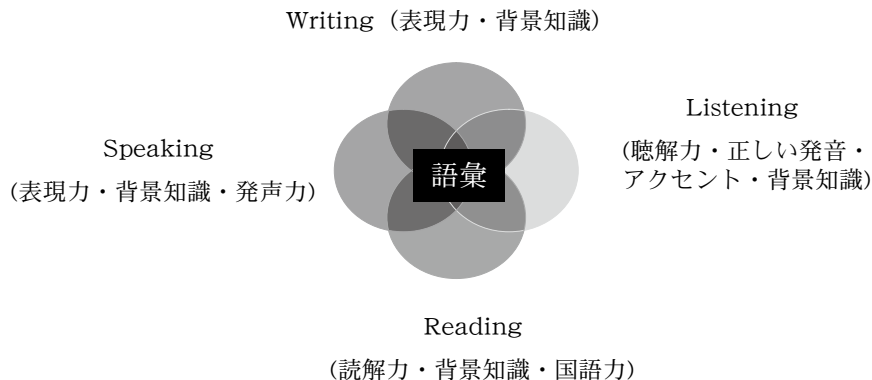 Writing (表現力・背景知識)
Speaking
(表現力・背景知識・発声力)
語彙
Listening
(聴解力・正しい発音・
アクセント・背景知識)
Reading
(読解力・背景知識・国語力)